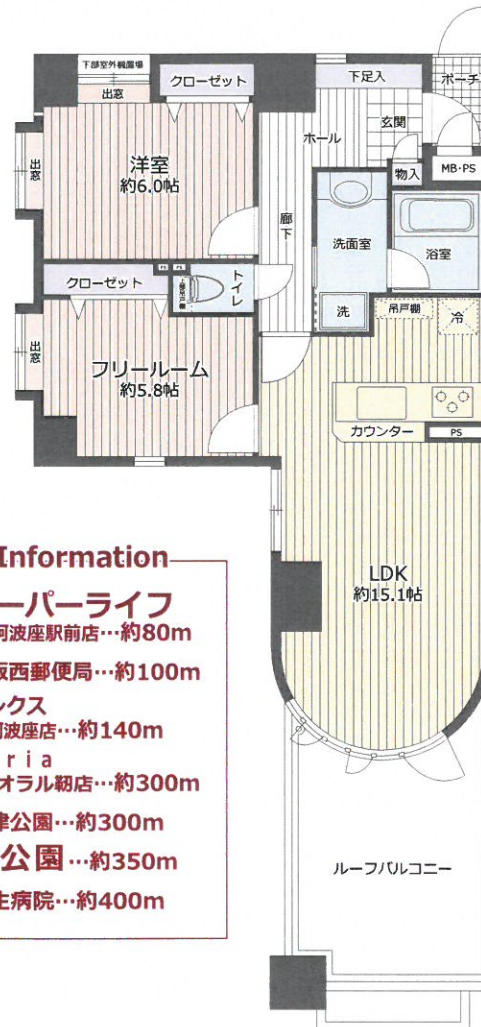 下部室外機置場
出窓
クローゼット
下足入
ポーチ
玄関
ホール
出窓
洋室
約6.0帖
物入
MB・PS
廊下
洗面室
浴室
クローゼット
PS
PS
トイレ
洗
吊戸棚
冷
出窓
フリールーム
約5.8帖
カウンター
PS
LDK
約15.1帖
Information
ーパーライフ
阿波座駅前店…約80m
阪西郵便局…約100m
ックス
阿波座店…約140m
ria
オラル靭店…約300m
津公園…約300m
公園…約350m
生病院…約400m
ルーフバルコニー